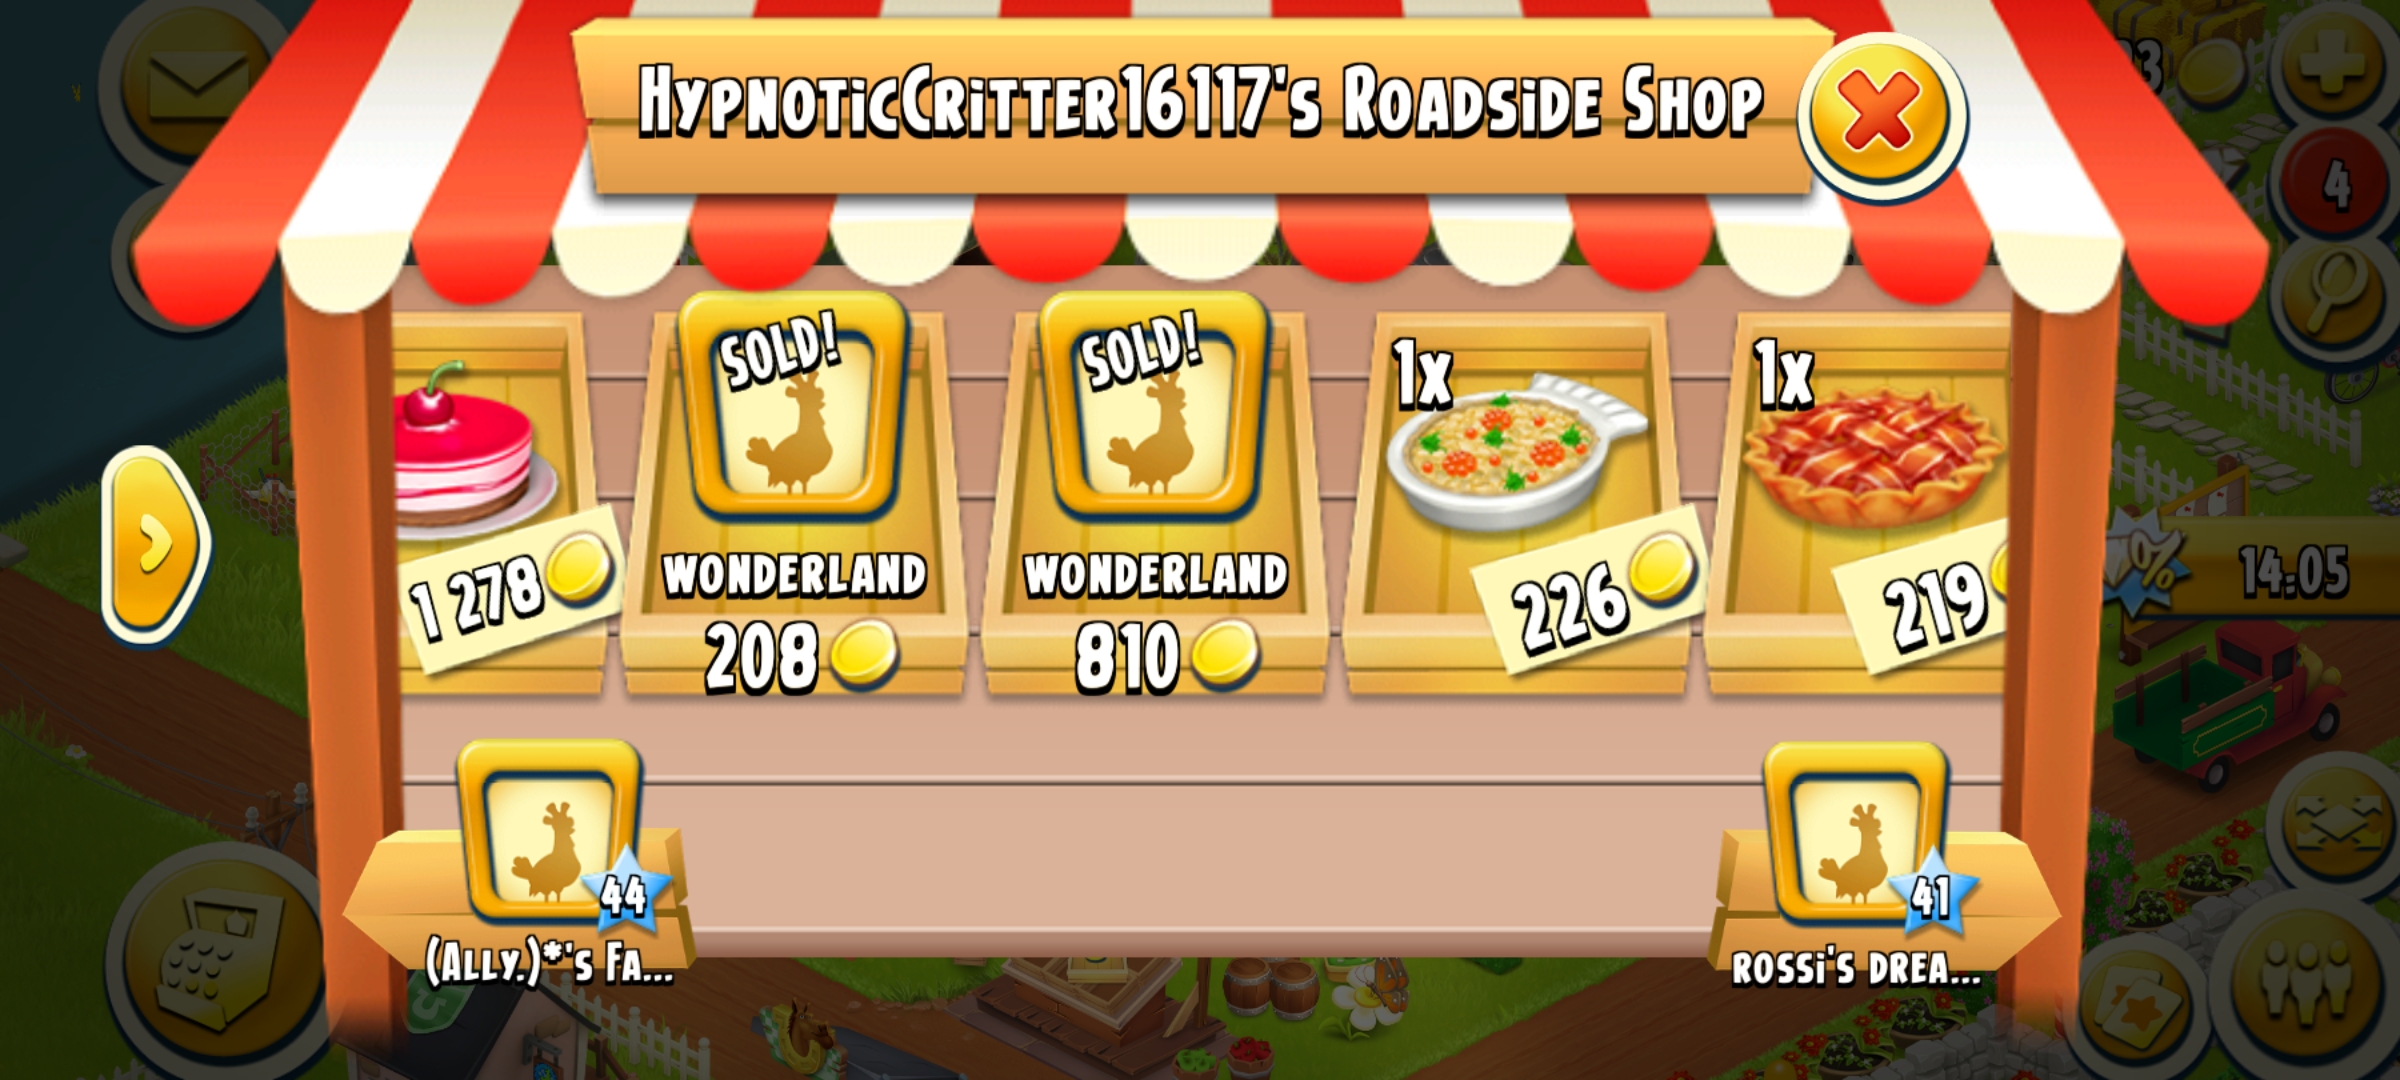 HypnoticCritter16117's Roadside Shop
4
SOLD!
SOLD!
1x
1x
1 278
WONDERLAND
WONDERLAND
226
219
208
810
14:05
44
41
(Ally.)*'s Fa...
ROSSi'S DREA...